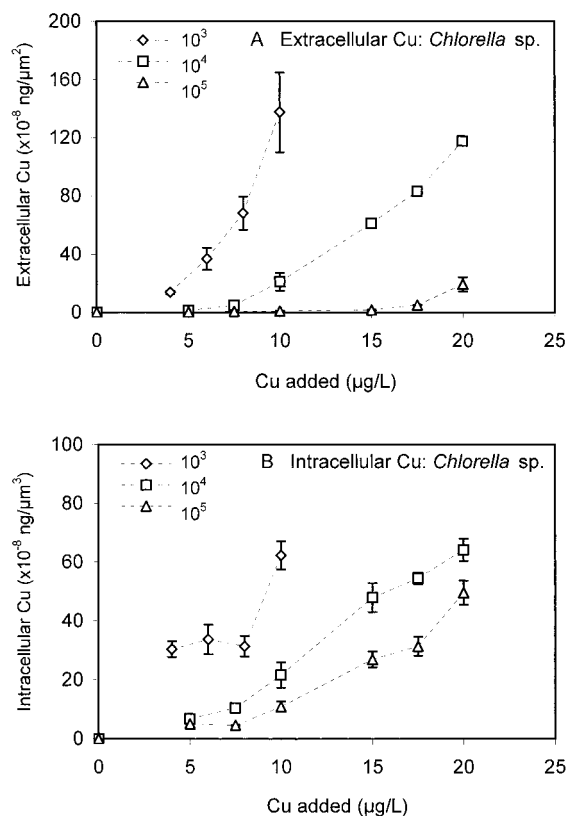 A Extracellular Cu: Chlorella sp.
10³
10⁴
10⁵
Extracellular Cu (x10⁻⁸ ng/µm²)
200
160
120
80
40
0
0 5 10 15 20 25
Cu added (µg/L)
B Intracellular Cu: Chlorella sp.
10³
10⁴
10⁵
Intracellular Cu (x10⁻⁸ ng/µm³)
100
80
60
40
20
0
0 5 10 15 20 25
Cu added (µg/L)